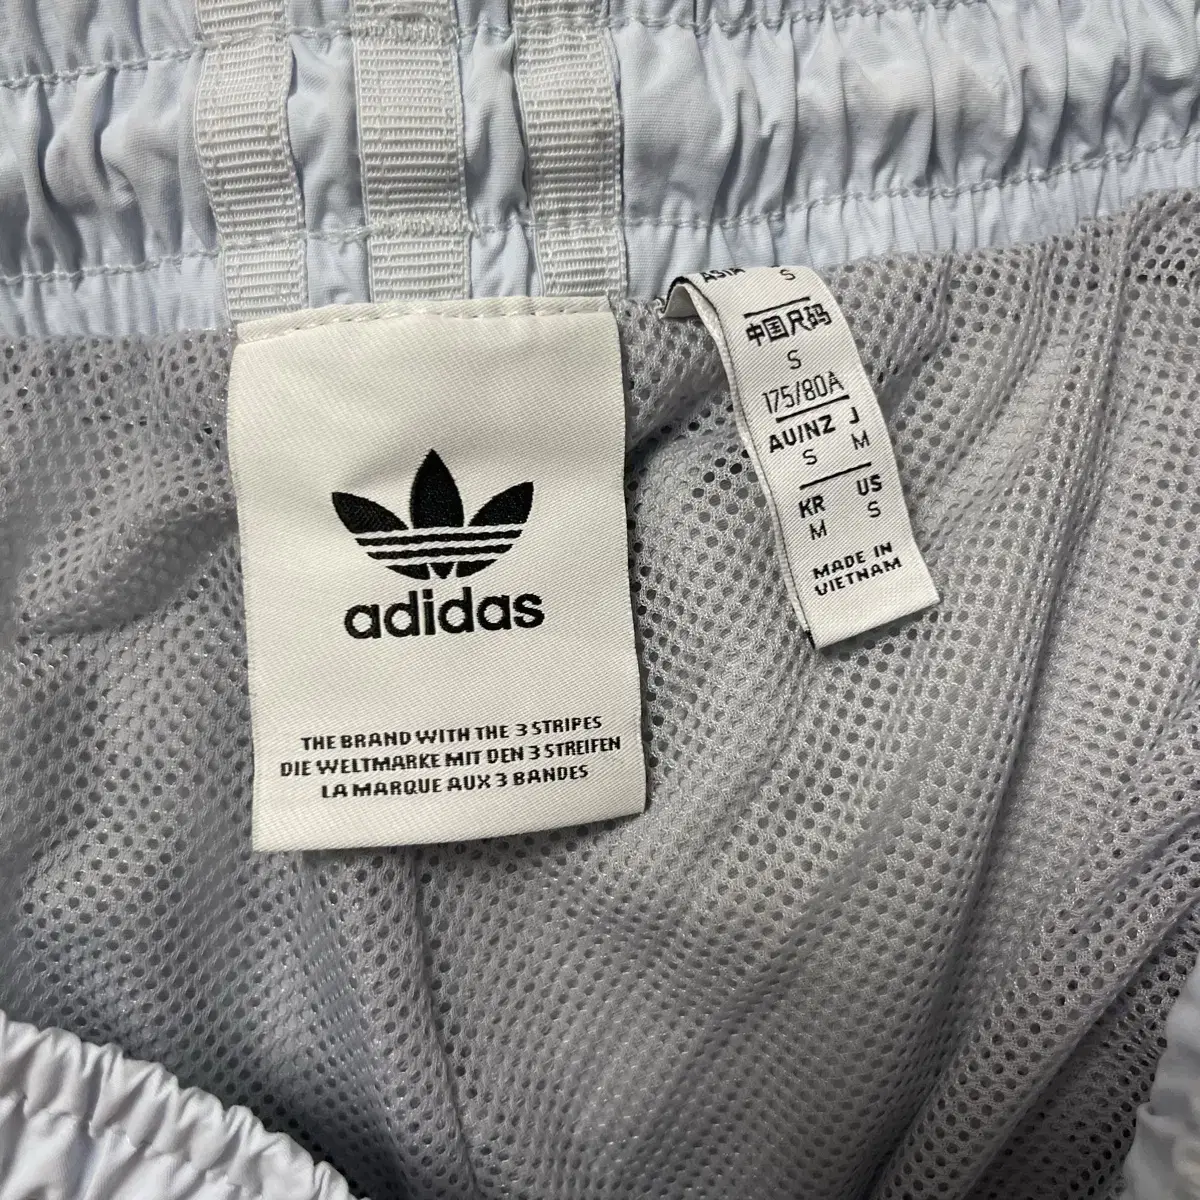 adidas
THE BRAND WITH THE 3 STRIPES
DIE WELTMARKE MIT DEN 3 STREIFEN
LA MARQUE AUX 3 BANDES
ASIA S
中国尺码
S
175/80A
AU/NZ J
S M
KR US
M S
MADE IN
VIETNAM